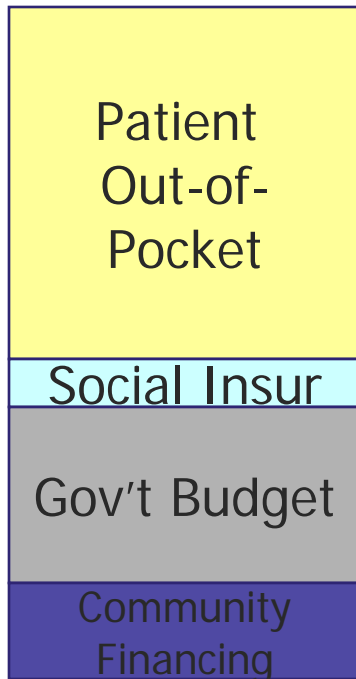 Patient
Out-of-
Pocket
Social Insur
Gov't Budget
Community
Financing